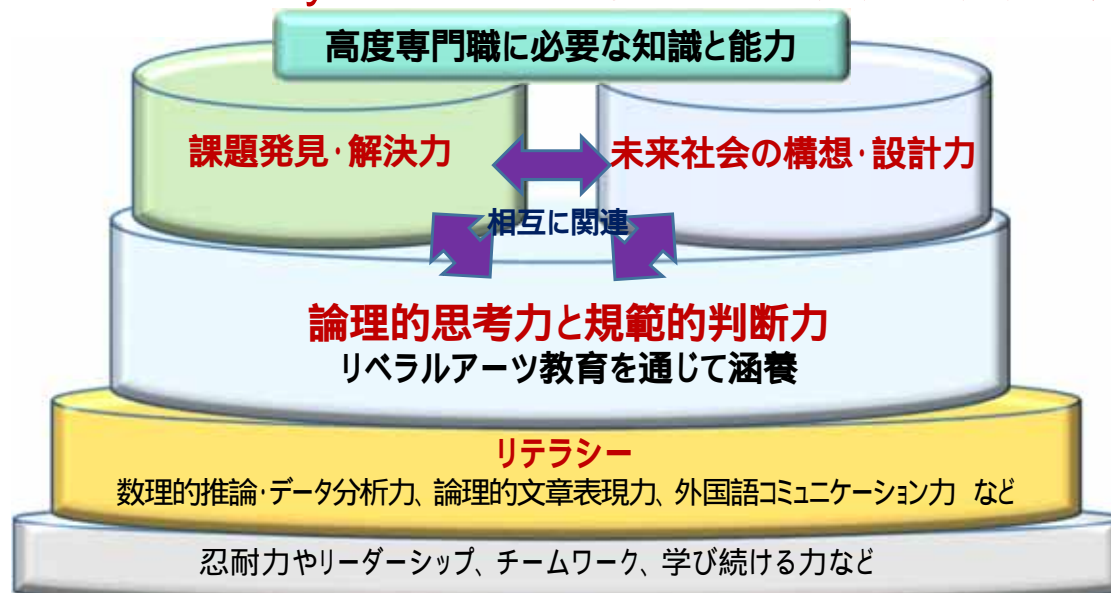 高度専門職に必要な知識と能力
課題発見・解決力
未来社会の構想・設計力
相互に関連
論理的思考力と規範的判断力
リベラルアーツ教育を通じて涵養
リテラシー
数理的推論・データ分析力、論理的文章表現力、外国語コミュニケーション力 など
忍耐力やリーダーシップ、チームワーク、学び続ける力など